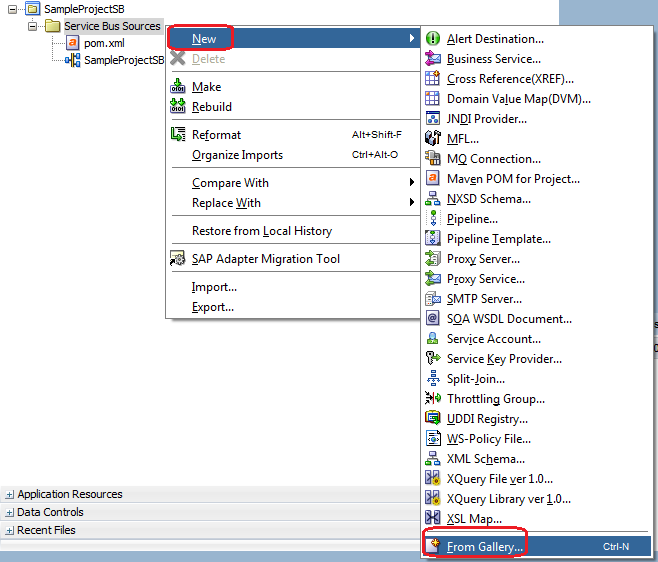 SampleProjectSB
Service Bus Sources
pom.xml
SampleProjectSB
New
Delete
Make
Rebuild
Reformat Alt+Shift-F
Organize Imports Ctrl+Alt-O
Compare With
Replace With
Restore from Local History
SAP Adapter Migration Tool
Import...
Export...
Alert Destination...
Business Service...
Cross Reference(XREF)...
Domain Value Map(DVM)...
JNDI Provider...
MFL...
MQ Connection...
Maven POM for Project...
NXSD Schema...
Pipeline...
Pipeline Template...
Proxy Server...
Proxy Service...
SMTP Server...
SOA WSDL Document...
Service Account...
Service Key Provider...
Split-Join...
Throttling Group...
UDDI Registry...
WS-Policy File...
XML Schema...
XQuery File ver 1.0...
XQuery Library ver 1.0...
XSL Map...
From Gallery... Ctrl-N
Application Resources
Data Controls
Recent Files